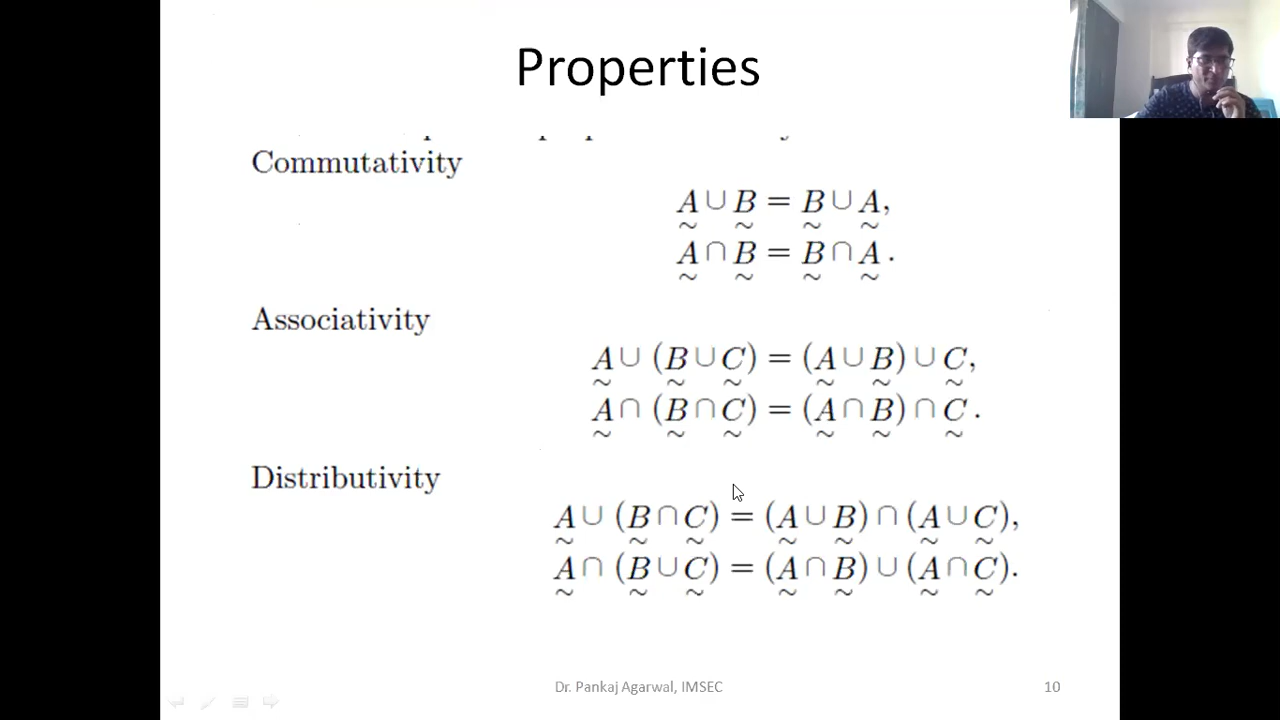 Properties
Commutativity
A̰ ∪ B̰ = B̰ ∪ A̰,
A̰ ∩ B̰ = B̰ ∩ A̰ .
Associativity
A̰ ∪ (B̰ ∪ C̰) = (A̰ ∪ B̰) ∪ C̰,
A̰ ∩ (B̰ ∩ C̰) = (A̰ ∩ B̰) ∩ C̰ .
Distributivity
A̰ ∪ (B̰ ∩ C̰) = (A̰ ∪ B̰) ∩ (A̰ ∪ C̰),
A̰ ∩ (B̰ ∪ C̰) = (A̰ ∩ B̰) ∪ (A̰ ∩ C̰).
Dr. Pankaj Agarwal, IMSEC 10